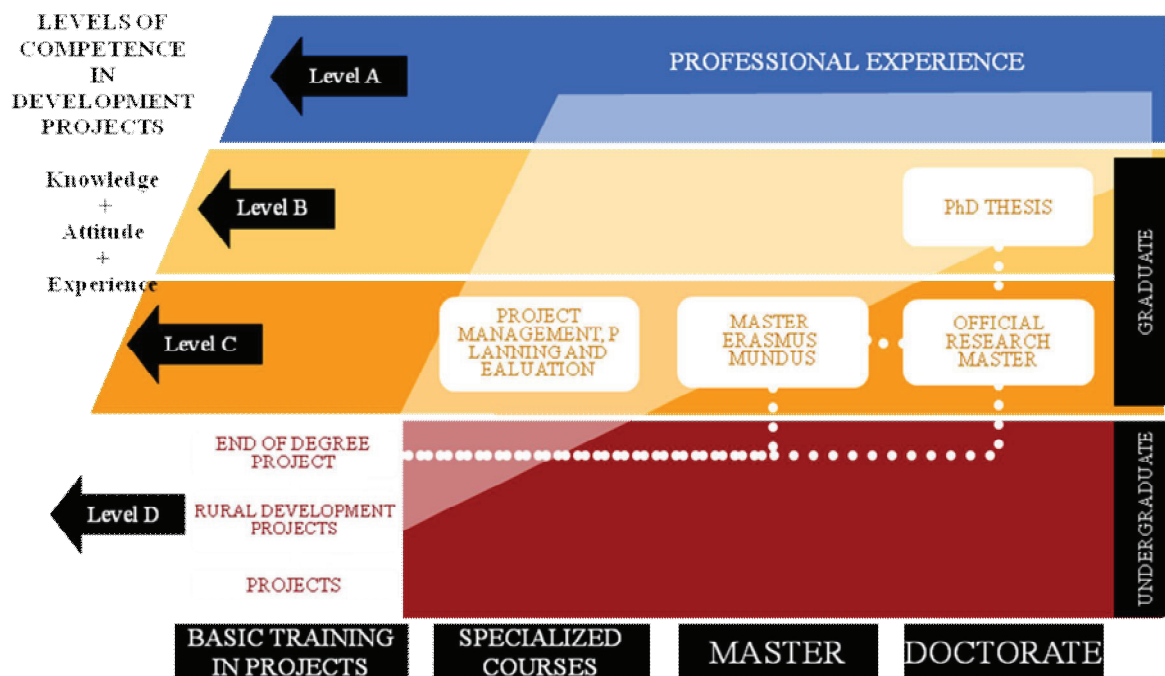 LEVELS OF
COMPETENCE
IN
DEVELOPMENT
PROJECTS
Knowledge
+
Attitude
+
Experience
Level A
PROFESSIONAL EXPERIENCE
Level B
PhD THESIS
Level C
PROJECT
MANAGEMENT, P
LANNING AND
EALUATION
MASTER
ERASMUS
MUNDUS
OFFICIAL
RESEARCH
MASTER
GRADUATE
Level D
END OF DEGREE
PROJECT
RURAL DEVELOPMENT
PROJECTS
PROJECTS
UNDERGRADUATE
BASIC TRAINING
IN PROJECTS
SPECIALIZED
COURSES
MASTER
DOCTORATE